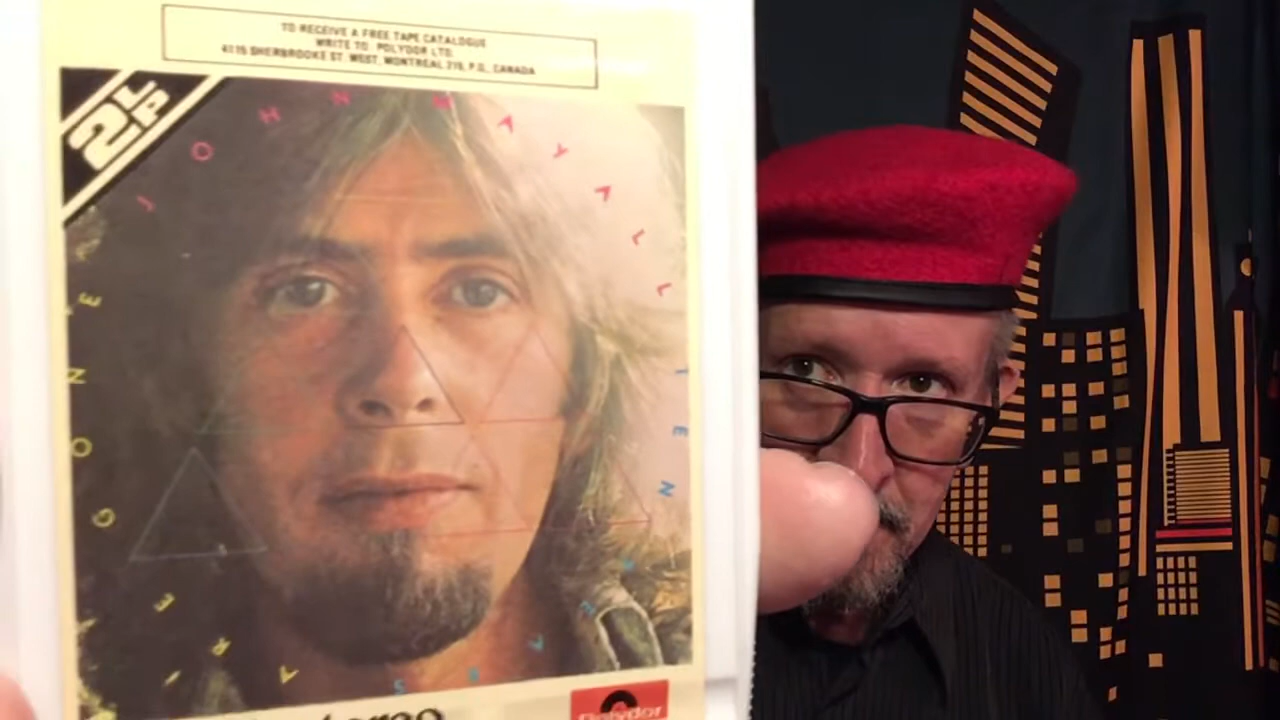 TO RECEIVE A FREE TAPE CATALOGUE
WRITE TO: POLYDOR LTD.
4115 SHERBROOKE ST. WEST, MONTREAL 215, P.Q., CANADA
2LP
JOHN MAYALL
TEN YEARS
ARE GONE
Stereo
Polydor